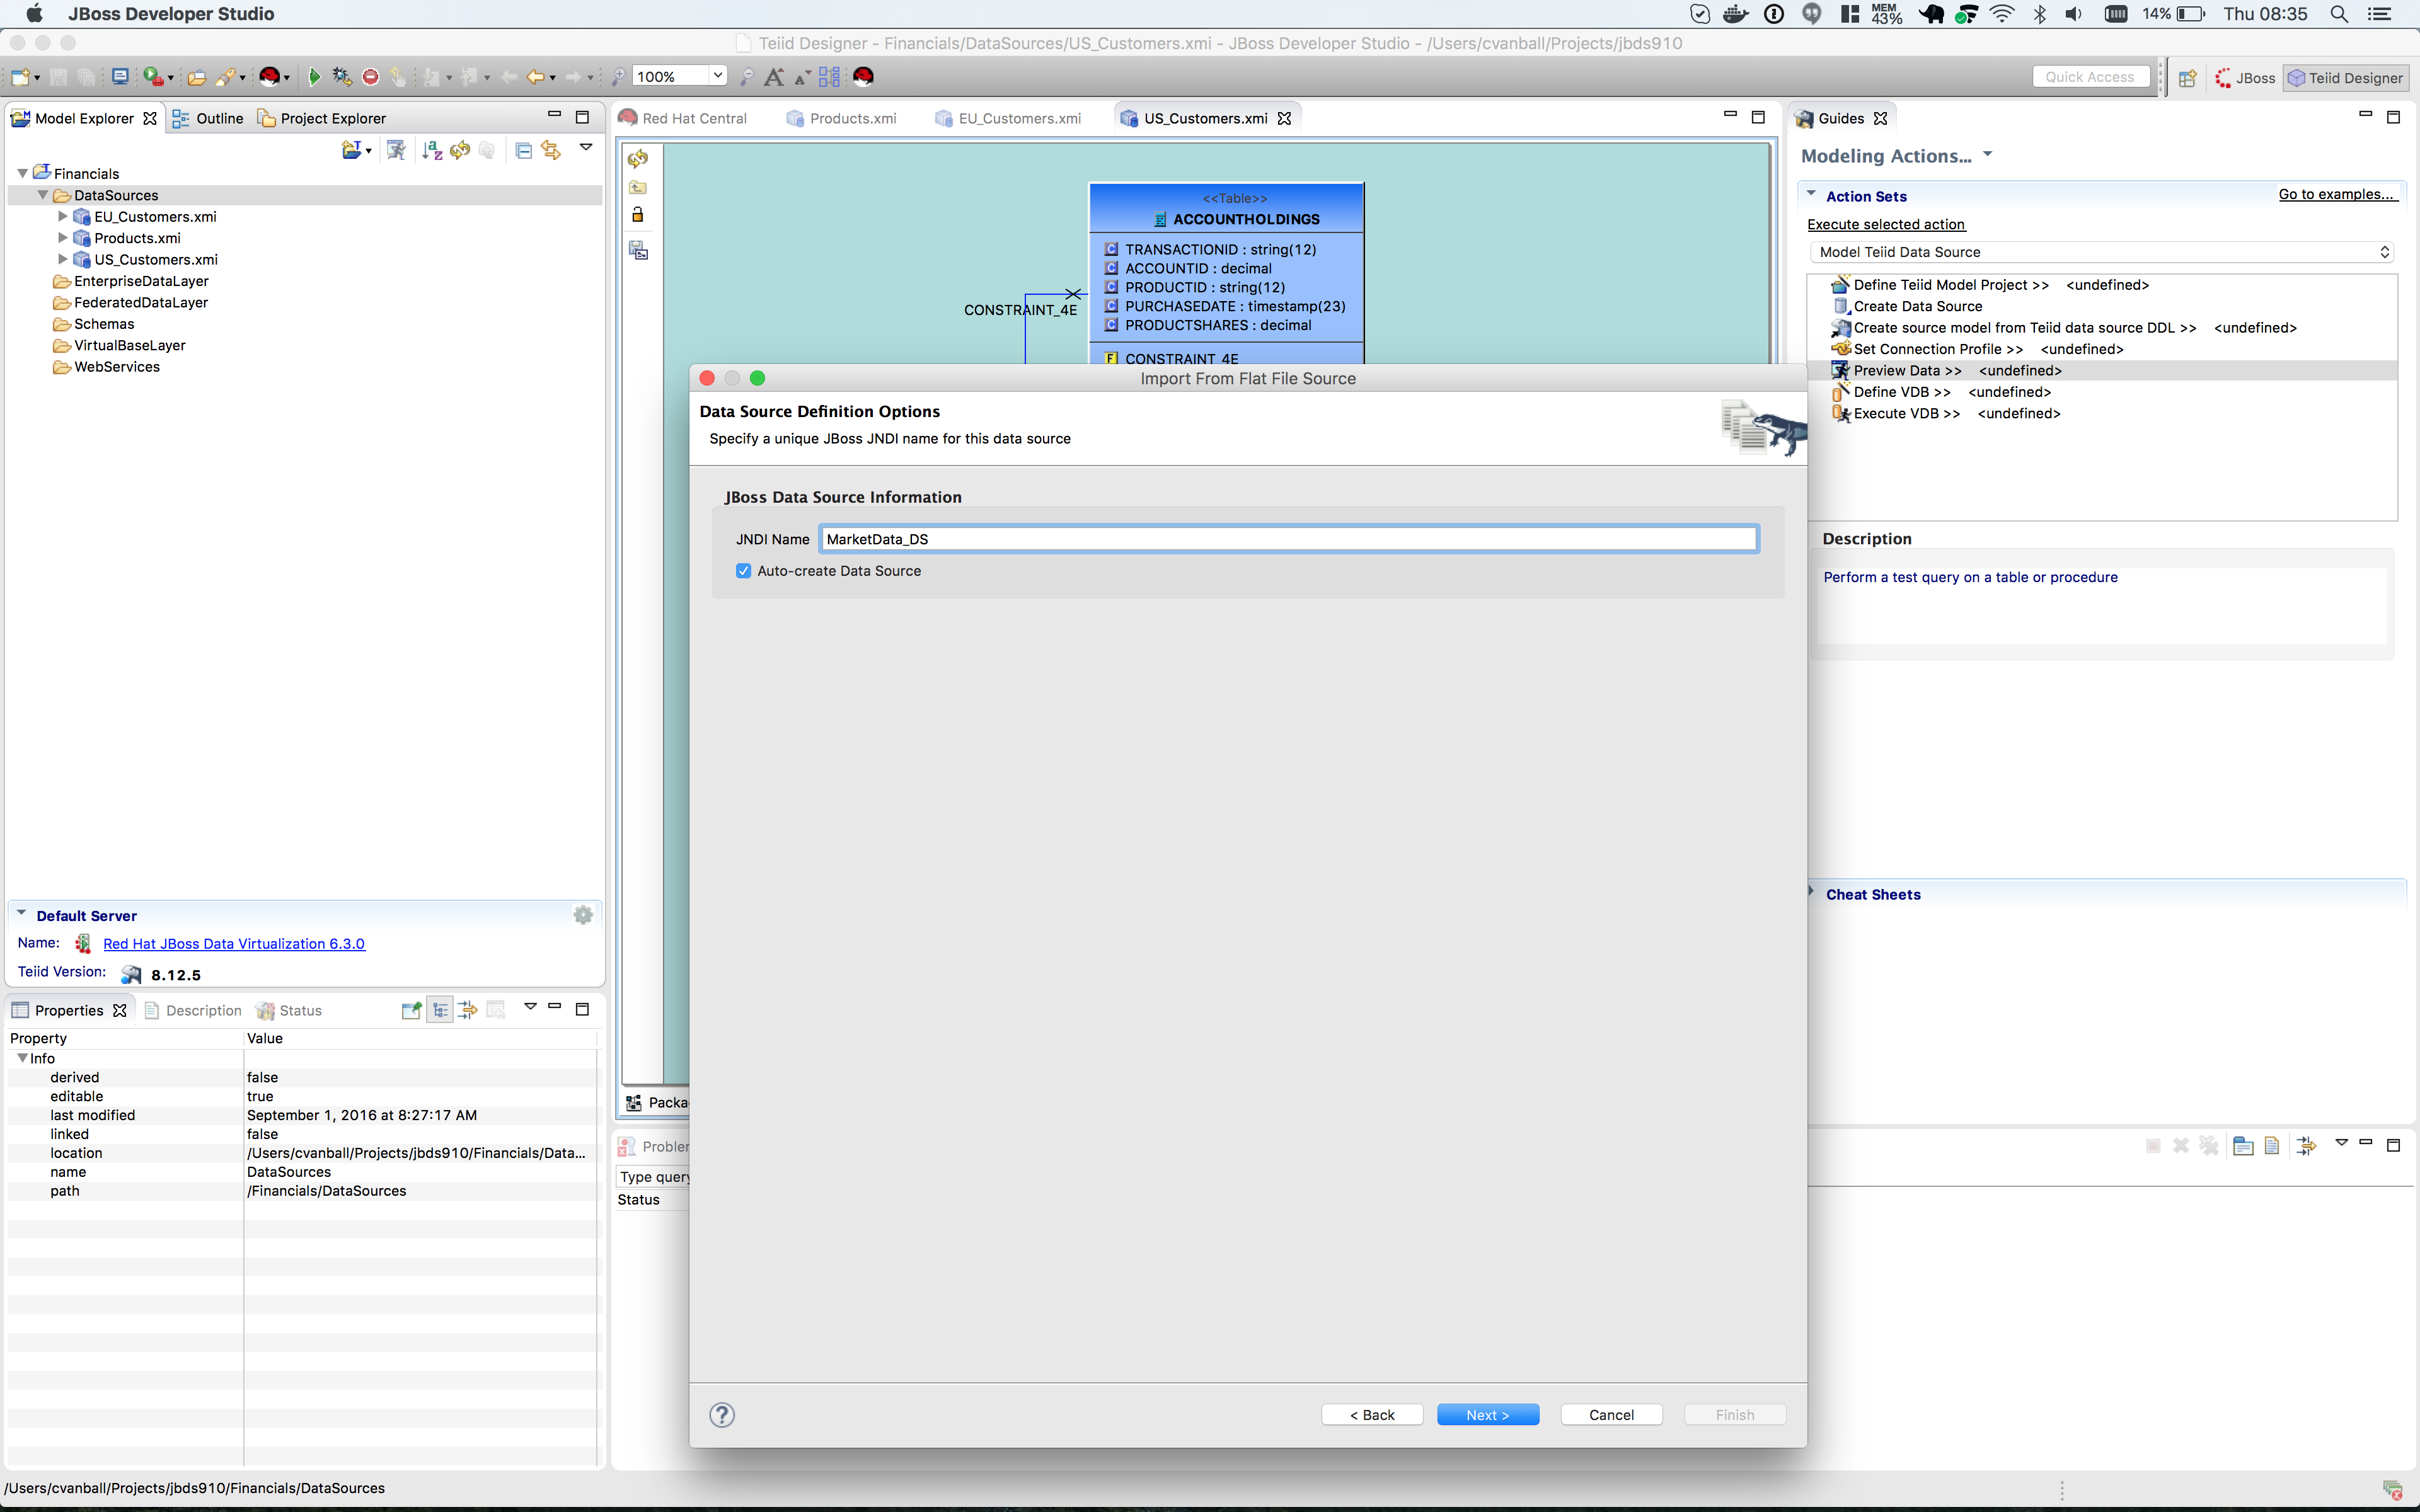 JBoss Developer Studio
MEM 43%
14%
Thu 08:35
Teiid Designer - Financials/DataSources/US_Customers.xmi - JBoss Developer Studio - /Users/cvanball/Projects/jbds910
100%
Quick Access
JBoss
Teiid Designer
Model Explorer
Outline
Project Explorer
Financials
DataSources
EU_Customers.xmi
Products.xmi
US_Customers.xmi
EnterpriseDataLayer
FederatedDataLayer
Schemas
VirtualBaseLayer
WebServices
Default Server
Name: Red Hat JBoss Data Virtualization 6.3.0
Teiid Version: 8.12.5
Properties
Description
Status
Property Value
Info
derived false
editable true
last modified September 1, 2016 at 8:27:17 AM
linked false
location /Users/cvanball/Projects/jbds910/Financials/Data...
name DataSources
path /Financials/DataSources
/Users/cvanball/Projects/jbds910/Financials/DataSources
Red Hat Central
Products.xmi
EU_Customers.xmi
US_Customers.xmi
<<Table>>
ACCOUNTHOLDINGS
TRANSACTIONID : string(12)
ACCOUNTID : decimal
PRODUCTID : string(12)
PURCHASEDATE : timestamp(23)
PRODUCTSHARES : decimal
CONSTRAINT_4E
CONSTRAINT_4E
Packa
Problem
Type query
Status
Import From Flat File Source
Data Source Definition Options
Specify a unique JBoss JNDI name for this data source
JBoss Data Source Information
JNDI Name MarketData_DS
Auto-create Data Source
?
< Back
Next >
Cancel
Finish
Guides
Modeling Actions...
Action Sets
Go to examples...
Execute selected action
Model Teiid Data Source
Define Teiid Model Project >> <undefined>
Create Data Source
Create source model from Teiid data source DDL >> <undefined>
Set Connection Profile >> <undefined>
Preview Data >> <undefined>
Define VDB >> <undefined>
Execute VDB >> <undefined>
Description
Perform a test query on a table or procedure
Cheat Sheets